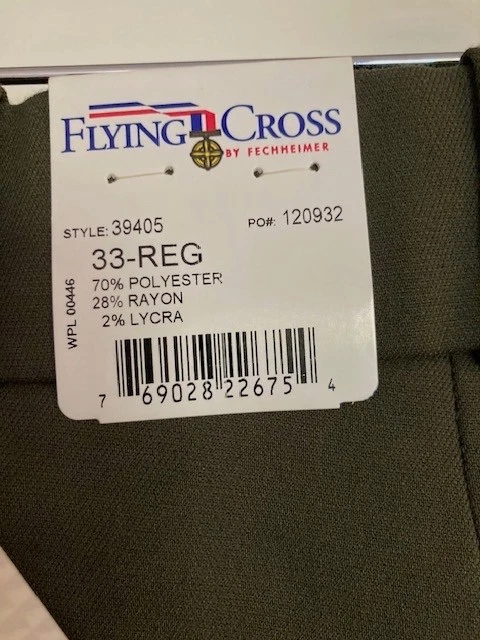 FLYING CROSS
BY FECHHEIMER
STYLE: 39405 PO#: 120932
33-REG
70% POLYESTER
28% RAYON
2% LYCRA
WPL 00446
7 69028 22675 4